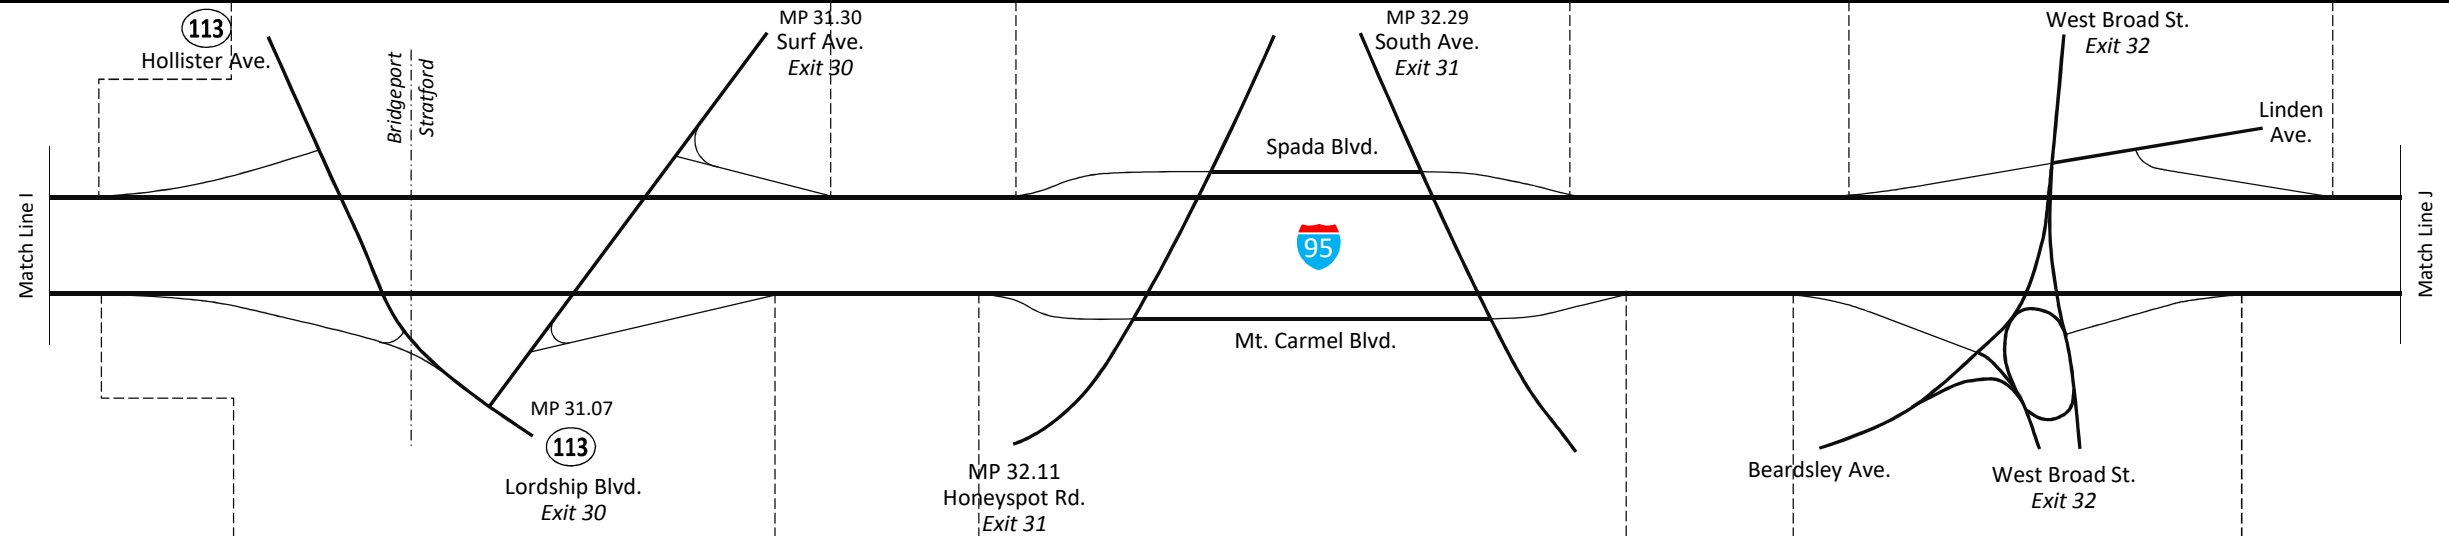 113
Hollister Ave.
Bridgeport
Stratford
MP 31.30
Surf Ave.
Exit 30
MP 32.29
South Ave.
Exit 31
West Broad St.
Exit 32
Linden
Ave.
Spada Blvd.
Match Line I
95
Match Line J
Mt. Carmel Blvd.
MP 31.07
113
Lordship Blvd.
Exit 30
MP 32.11
Honeyspot Rd.
Exit 31
Beardsley Ave.
West Broad St.
Exit 32